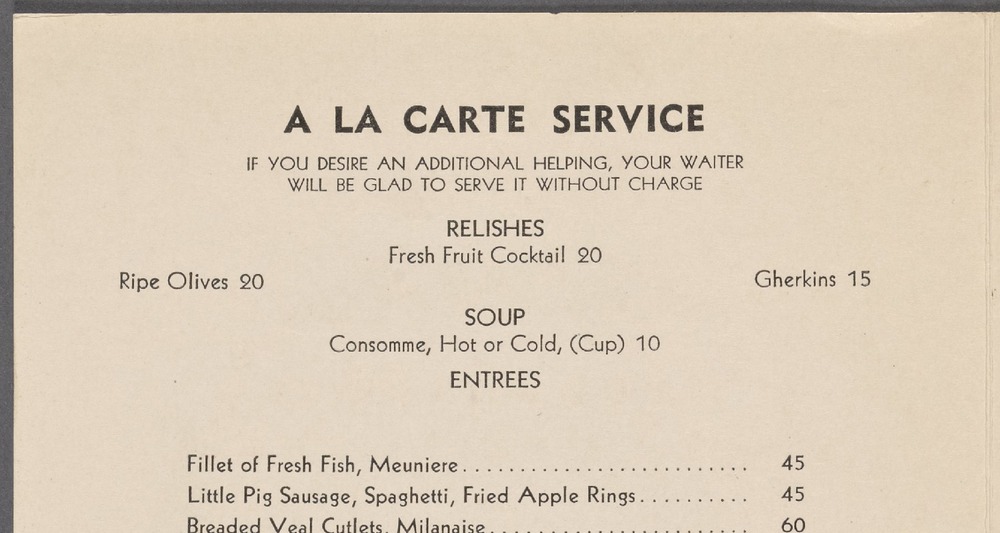 A LA CARTE SERVICE
IF YOU DESIRE AN ADDITIONAL HELPING, YOUR WAITER
WILL BE GLAD TO SERVE IT WITHOUT CHARGE
RELISHES
Fresh Fruit Cocktail 20
Ripe Olives 20 Gherkins 15
SOUP
Consomme, Hot or Cold, (Cup) 10
ENTREES
Fillet of Fresh Fish, Meuniere......................... 45
Little Pig Sausage, Spaghetti, Fried Apple Rings.......... 45
Breaded Veal Cutlets, Milanaise....................... 60